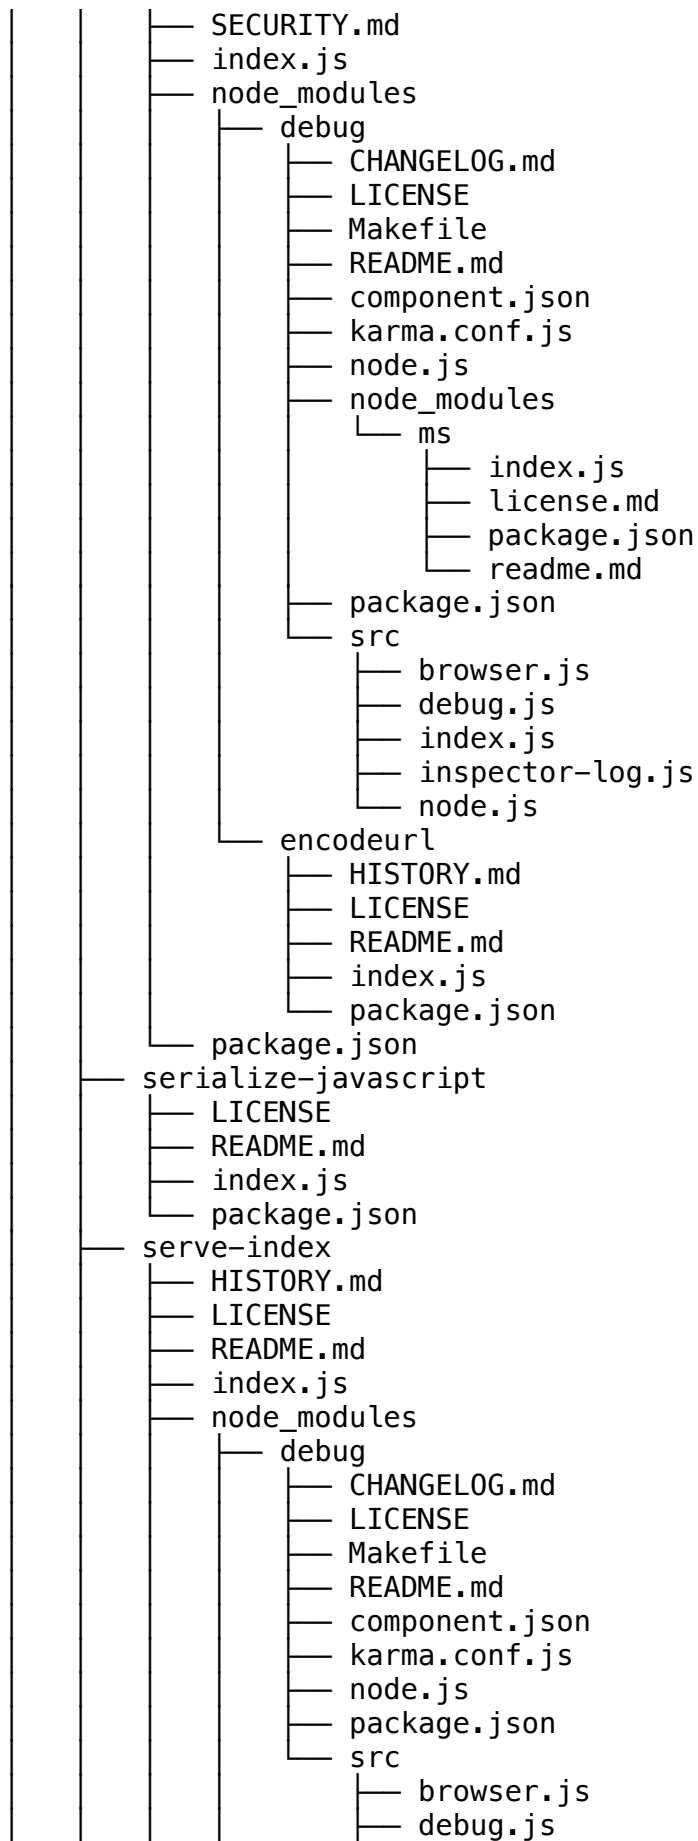 │   │   ├── SECURITY.md
│   │   ├── index.js
│   │   ├── node_modules
│   │   │   ├── debug
│   │   │   │   ├── CHANGELOG.md
│   │   │   │   ├── LICENSE
│   │   │   │   ├── Makefile
│   │   │   │   ├── README.md
│   │   │   │   ├── component.json
│   │   │   │   ├── karma.conf.js
│   │   │   │   ├── node.js
│   │   │   │   ├── node_modules
│   │   │   │   │   └── ms
│   │   │   │   │       ├── index.js
│   │   │   │   │       ├── license.md
│   │   │   │   │       ├── package.json
│   │   │   │   │       └── readme.md
│   │   │   │   ├── package.json
│   │   │   │   └── src
│   │   │   │       ├── browser.js
│   │   │   │       ├── debug.js
│   │   │   │       ├── index.js
│   │   │   │       ├── inspector-log.js
│   │   │   │       └── node.js
│   │   │   └── encodeurl
│   │   │       ├── HISTORY.md
│   │   │       ├── LICENSE
│   │   │       ├── README.md
│   │   │       ├── index.js
│   │   │       └── package.json
│   │   └── package.json
│   ├── serialize-javascript
│   │   ├── LICENSE
│   │   ├── README.md
│   │   ├── index.js
│   │   └── package.json
│   ├── serve-index
│   │   ├── HISTORY.md
│   │   ├── LICENSE
│   │   ├── README.md
│   │   ├── index.js
│   │   ├── node_modules
│   │   │   ├── debug
│   │   │   │   ├── CHANGELOG.md
│   │   │   │   ├── LICENSE
│   │   │   │   ├── Makefile
│   │   │   │   ├── README.md
│   │   │   │   ├── component.json
│   │   │   │   ├── karma.conf.js
│   │   │   │   ├── node.js
│   │   │   │   ├── package.json
│   │   │   │   └── src
│   │   │   │       ├── browser.js
│   │   │   │       ├── debug.js